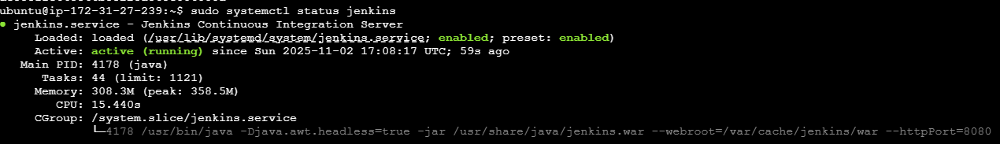 ubuntu@ip-172-31-27-239:~$ sudo systemctl status jenkins
● jenkins.service - Jenkins Continuous Integration Server
Loaded: loaded (/usr/lib/systemd/system/jenkins.service; enabled; preset: enabled)
Active: active (running) since Sun 2025-11-02 17:08:17 UTC; 59s ago
Main PID: 4178 (java)
Tasks: 44 (limit: 1121)
Memory: 308.3M (peak: 358.5M)
CPU: 15.440s
CGroup: /system.slice/jenkins.service
└─4178 /usr/bin/java -Djava.awt.headless=true -jar /usr/share/java/jenkins.war --webroot=/var/cache/jenkins/war --httpPort=8080